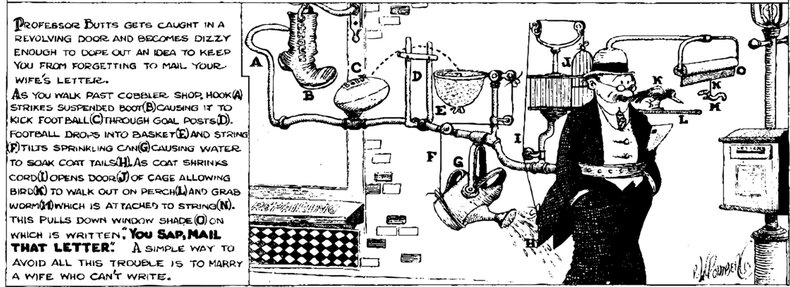 PROFESSOR BUTTS GETS CAUGHT IN A
REVOLVING DOOR AND BECOMES DIZZY
ENOUGH TO DOPE OUT AN IDEA TO KEEP
YOU FROM FORGETTING TO MAIL YOUR
WIFE'S LETTER.
AS YOU WALK PAST COBBLER SHOP, HOOK(A)
STRIKES SUSPENDED BOOT(B) CAUSING IT TO
KICK FOOTBALL(C) THROUGH GOAL POSTS(D).
FOOTBALL DROPS INTO BASKET(E) AND STRING
(F) TILTS SPRINKLING CAN(G) CAUSING WATER
TO SOAK COAT TAILS(H). AS COAT SHRINKS
CORD(I) OPENS DOOR(J) OF CAGE ALLOWING
BIRD(K) TO WALK OUT ON PERCH(L) AND GRAB
WORM(M) WHICH IS ATTACHED TO STRING(N).
THIS PULLS DOWN WINDOW SHADE(O) ON
WHICH IS WRITTEN, "YOU SAP, MAIL
THAT LETTER." A SIMPLE WAY TO
AVOID ALL THIS TROUBLE IS TO MARRY
A WIFE WHO CAN'T WRITE.
A
B
C
D
E
F
G
H
I
J
K
L
O
M